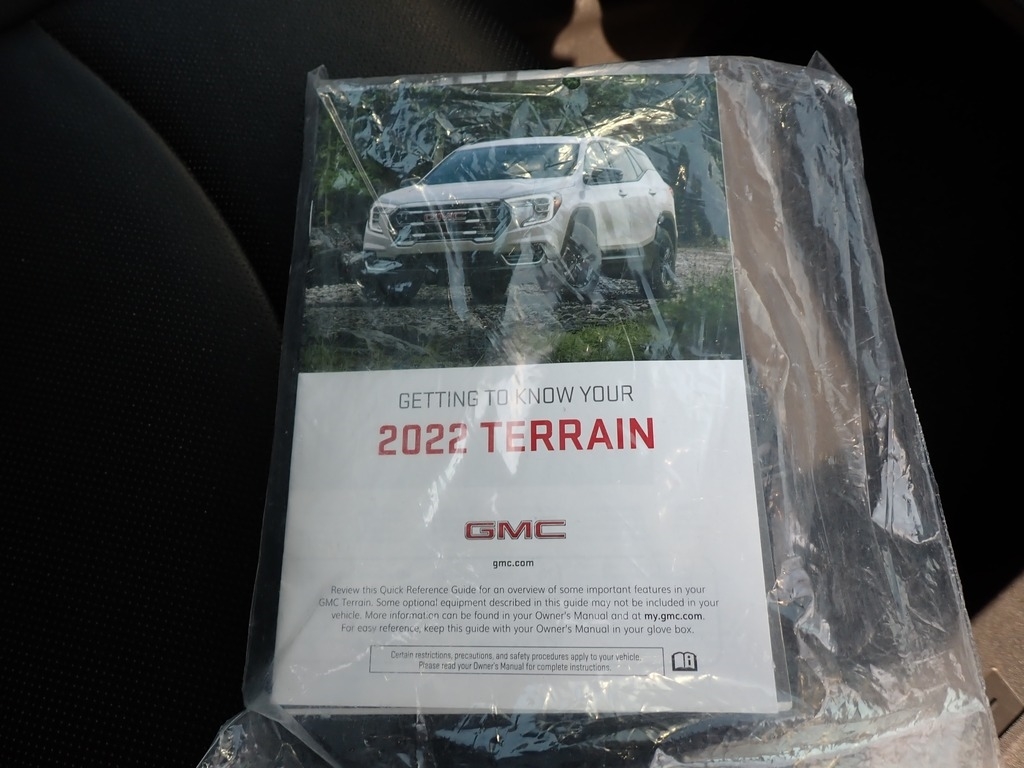 GETTING TO KNOW YOUR
2022 TERRAIN
GMC
gmc.com
Review this Quick Reference Guide for an overview of some important features in your
GMC Terrain. Some optional equipment described in this guide may not be included in your
vehicle. More information can be found in your Owner's Manual and at my.gmc.com.
For easy reference, keep this guide with your Owner's Manual in your glove box.
Certain restrictions, precautions, and safety procedures apply to your vehicle.
Please read your Owner's Manual for complete instructions.